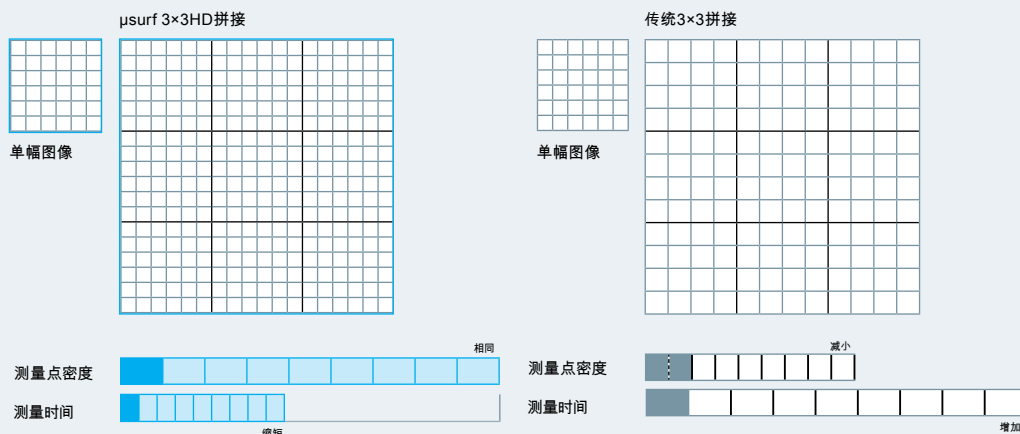 μsurf 3×3HD拼接
单幅图像
相同
测量点密度
测量时间
缩短
传统3×3拼接
单幅图像
减小
测量点密度
测量时间
增加